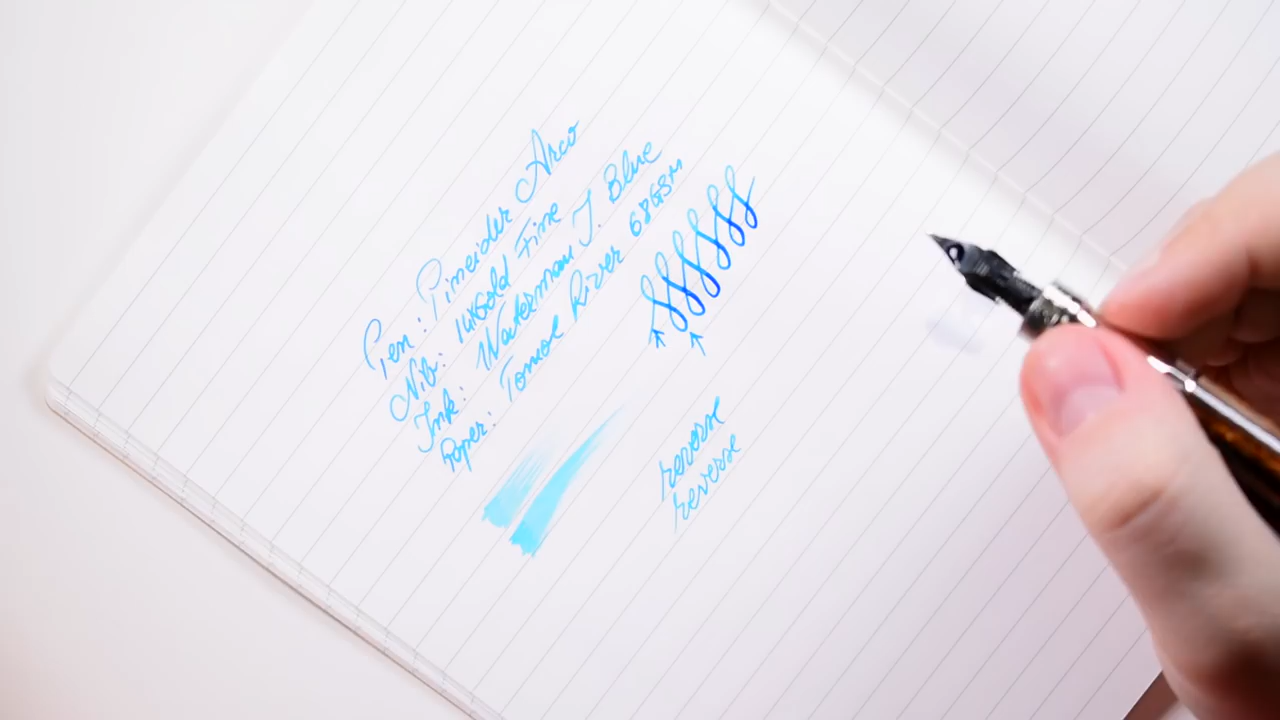 Pen: Pineider Arco
Nib: 14K Gold Fine
Ink: Waterman S. Blue
Paper: Tomoe River 68GSM
reverse
reverse